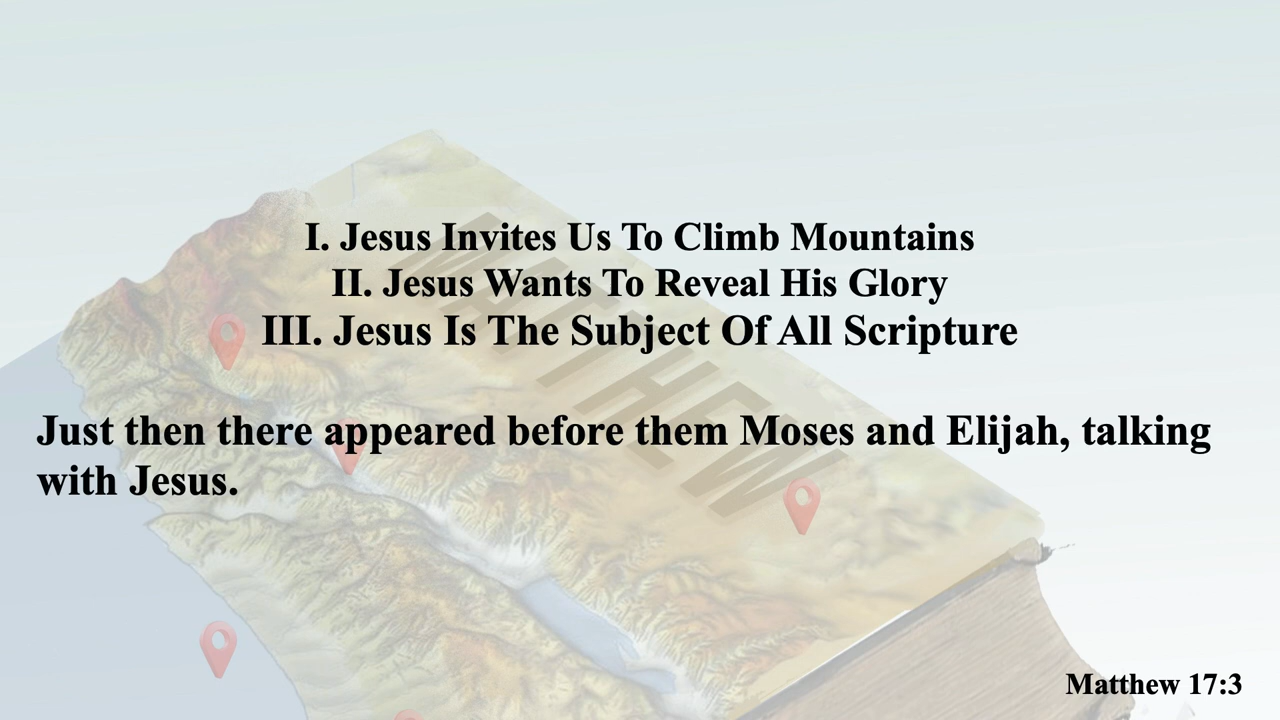 I. Jesus Invites Us To Climb Mountains
II. Jesus Wants To Reveal His Glory
III. Jesus Is The Subject Of All Scripture
MATTHEW
Just then there appeared before them Moses and Elijah, talking
with Jesus.
Matthew 17:3